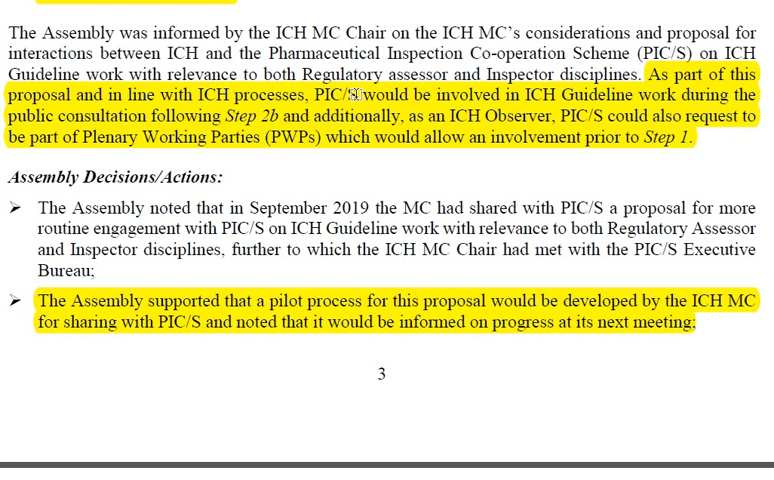 The Assembly was informed by the ICH MC Chair on the ICH MC's considerations and proposal for
interactions between ICH and the Pharmaceutical Inspection Co-operation Scheme (PIC/S) on ICH
Guideline work with relevance to both Regulatory assessor and Inspector disciplines. As part of this
proposal and in line with ICH processes, PIC/S would be involved in ICH Guideline work during the
public consultation following Step 2b and additionally, as an ICH Observer, PIC/S could also request to
be part of Plenary Working Parties (PWPs) which would allow an involvement prior to Step 1.
Assembly Decisions/Actions:
➢ The Assembly noted that in September 2019 the MC had shared with PIC/S a proposal for more
routine engagement with PIC/S on ICH Guideline work with relevance to both Regulatory Assessor
and Inspector disciplines, further to which the ICH MC Chair had met with the PIC/S Executive
Bureau;
➢ The Assembly supported that a pilot process for this proposal would be developed by the ICH MC
for sharing with PIC/S and noted that it would be informed on progress at its next meeting;
3